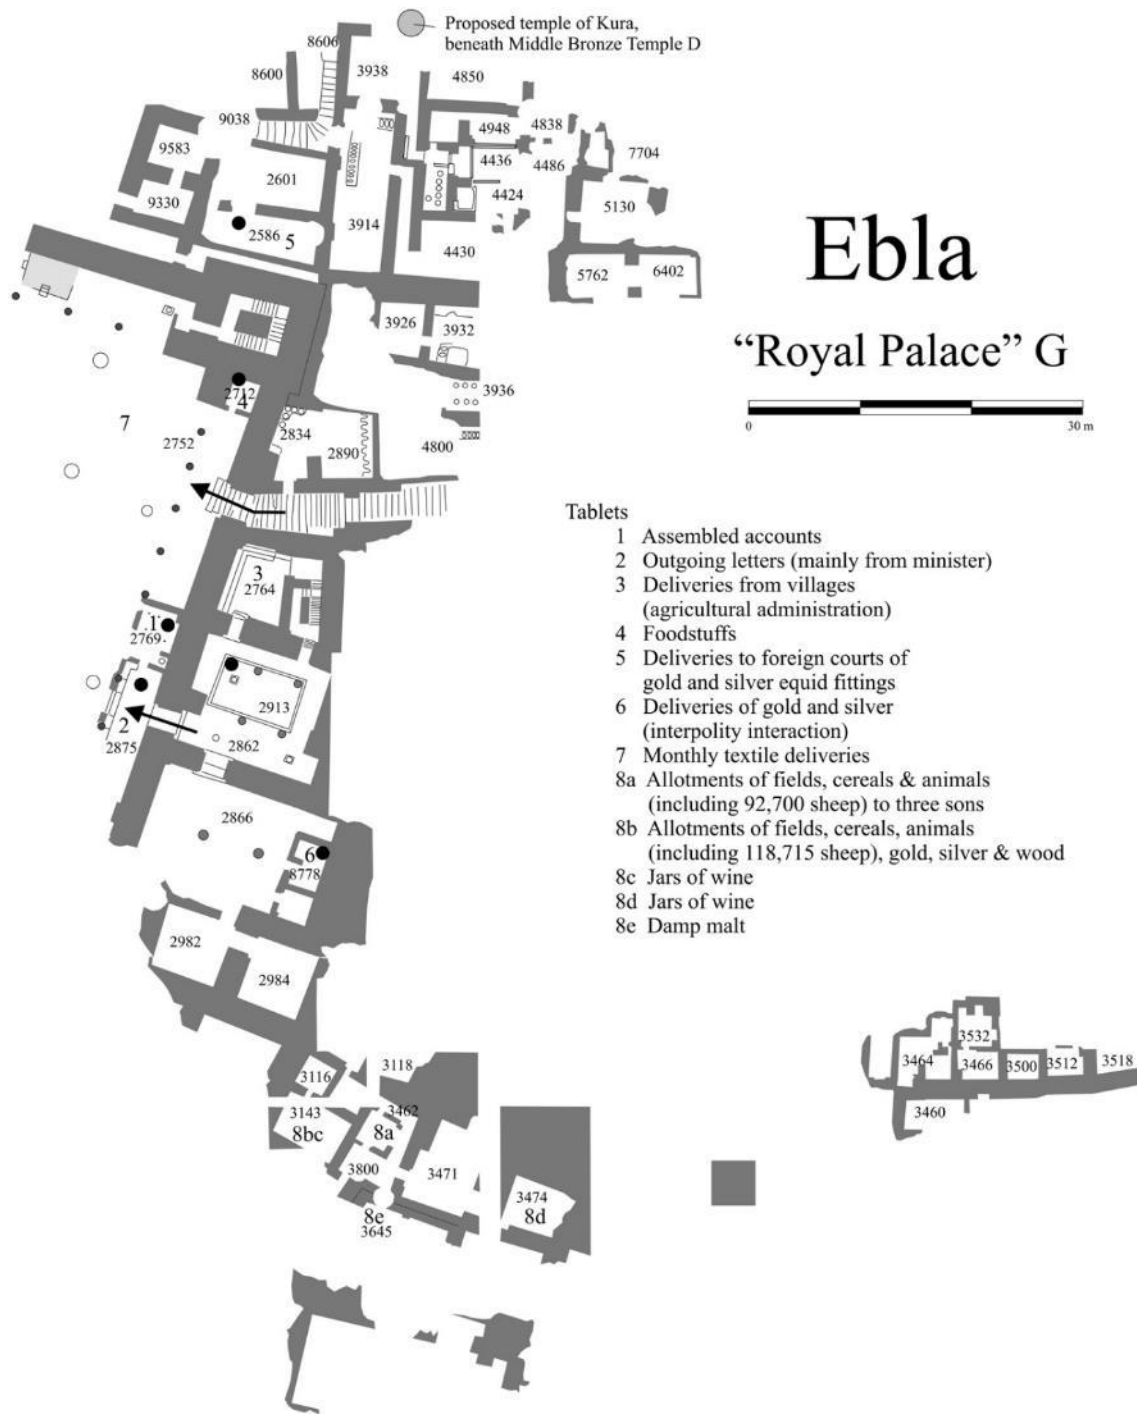 Proposed temple of Kura,
beneath Middle Bronze Temple D
8606
8600
3938
4850
9038
4948
4838
9583
4436
4486
7704
2601
9330
4424
5130
3914
2586
5
4430
5762
6402
Ebla
3926
3932
“Royal Palace” G
2712
4
3936
0
30 m
7
2752
2834
2890
4800
Tablets
1 Assembled accounts
2 Outgoing letters (mainly from minister)
3 Deliveries from villages
(agricultural administration)
4 Foodstuffs
5 Deliveries to foreign courts of
gold and silver equid fittings
6 Deliveries of gold and silver
(interpolity interaction)
7 Monthly textile deliveries
8a Allotments of fields, cereals & animals
(including 92,700 sheep) to three sons
8b Allotments of fields, cereals, animals
(including 118,715 sheep), gold, silver & wood
8c Jars of wine
8d Jars of wine
8e Damp malt
3
2764
1
2769
2913
2
2875
2862
2866
6
8778
2982
2984
3532
3464
3466
3500
3512
3518
3460
3116
3118
3143
8bc
3462
8a
3800
3471
3474
8d
8e
3645